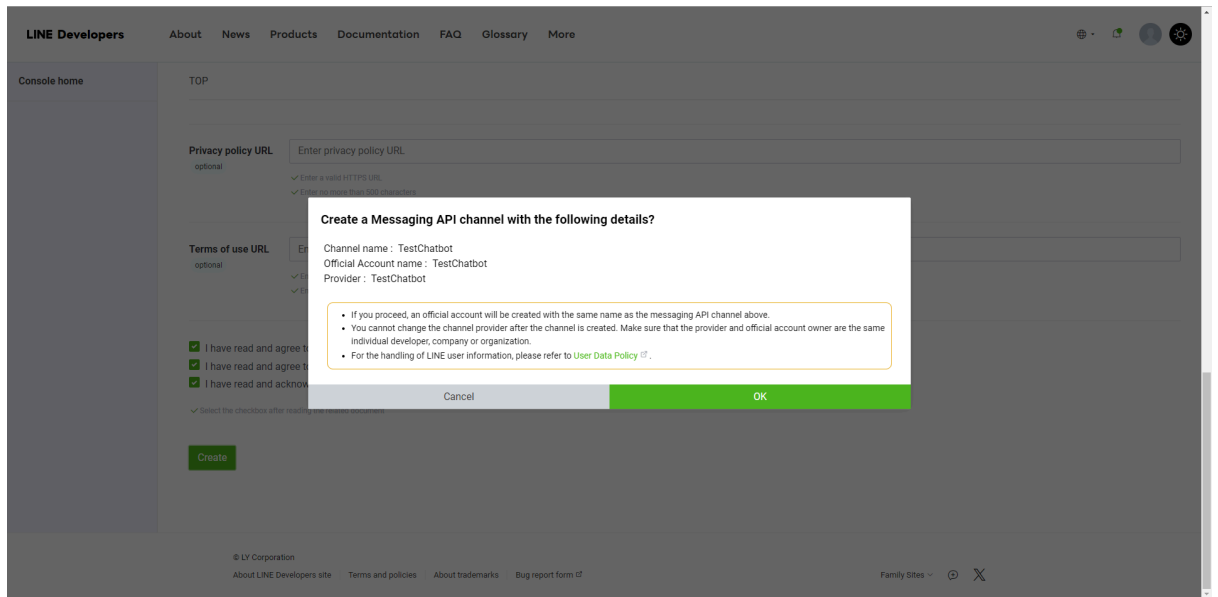 LINE Developers About News Products Documentation FAQ Glossary More
Console home
TOP
Privacy policy URL
optional
Enter privacy policy URL
Enter a valid HTTPS URL
Enter no more than 500 characters
Create a Messaging API channel with the following details?
Channel name : TestChatbot
Official Account name : TestChatbot
Provider : TestChatbot
• If you proceed, an official account will be created with the same name as the messaging API channel above.
• You cannot change the channel provider after the channel is created. Make sure that the provider and official account owner are the same
individual developer, company or organization.
• For the handling of LINE user information, please refer to User Data Policy .
Cancel OK
Terms of use URL
optional
I have read and agree to
I have read and agree to
I have read and
Select the checkbox after reading the related document
Create
© LY Corporation
About LINE Developers site Terms and policies About trademarks Bug report form
Family Sites